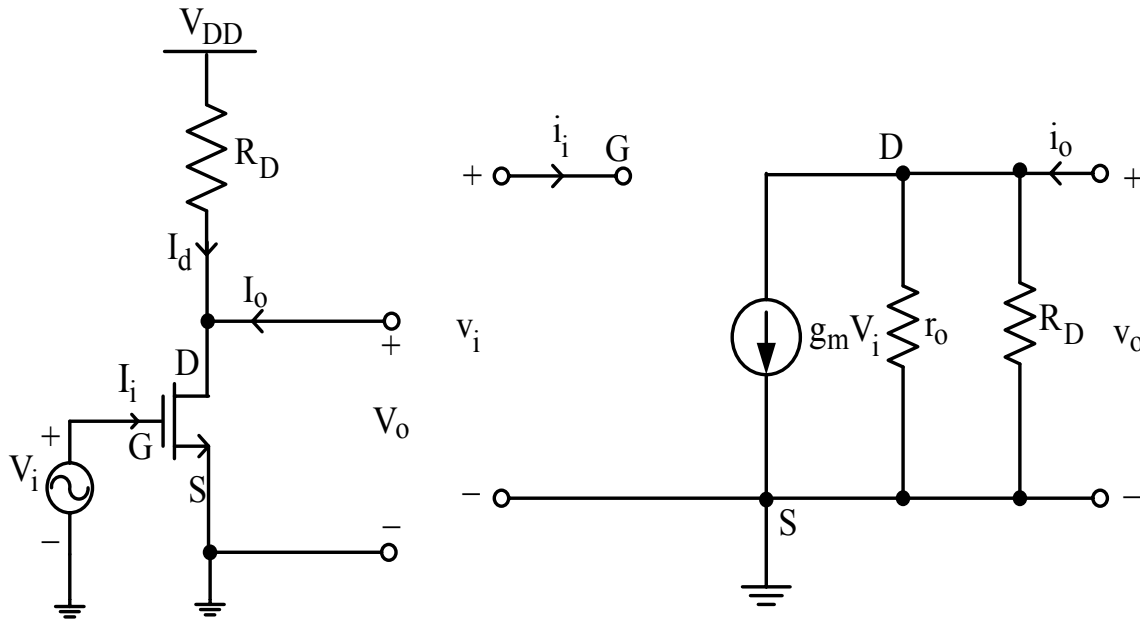 V_DD
R_D
I_d
I_o
+
D
I_i
G
+
V_i
−
S
V_o
−
i_i
G
+
v_i
−
D
i_o
+
g_mV_i
r_o
R_D
v_o
S
−